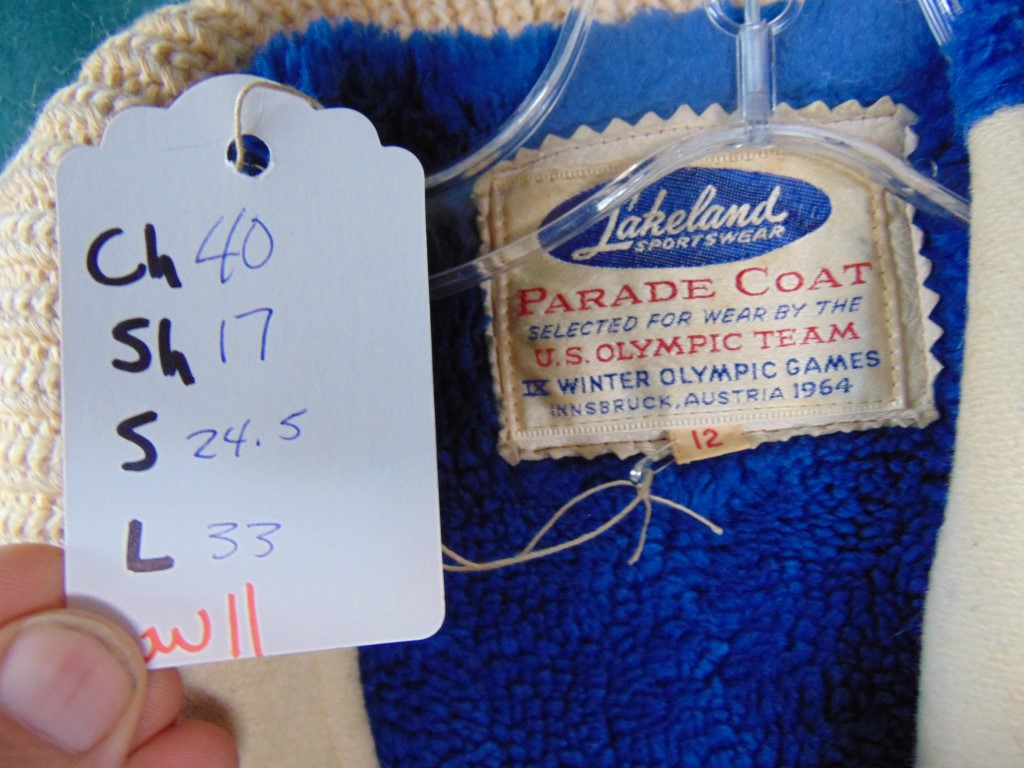 Ch 40
Sh 17
S 24.5
L 33
Lakeland
SPORTSWEAR
PARADE COAT
SELECTED FOR WEAR BY THE
U.S. OLYMPIC TEAM
IX WINTER OLYMPIC GAMES
INNSBRUCK, AUSTRIA 1964
12